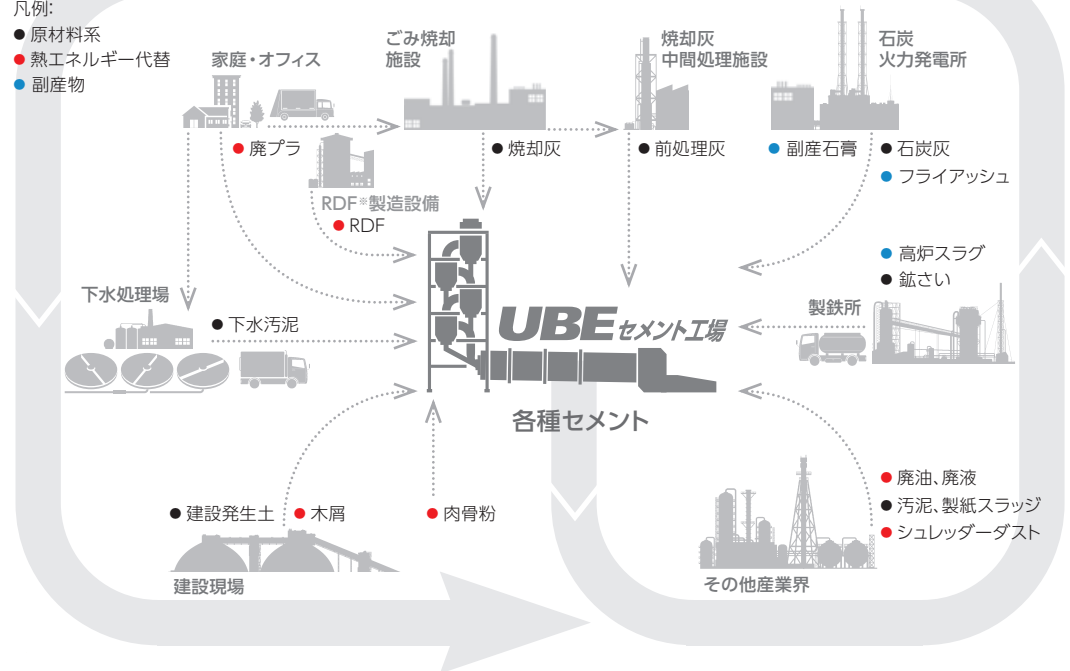 凡例:
● 原材料系
● 熱エネルギー代替
● 副産物
家庭・オフィス
ごみ焼却
施設
焼却灰
中間処理施設
石炭
火力発電所
● 廃プラ
● 焼却灰
● 前処理灰
● 副産石膏
● 石炭灰
● フライアッシュ
RDF※製造設備
● RDF
● 高炉スラグ
● 鉱さい
下水処理場
● 下水汚泥
製鉄所
UBEセメント工場
各種セメント
● 建設発生土
● 木屑
● 肉骨粉
● 廃油、廃液
● 汚泥、製紙スラッジ
● シュレッダーダスト
建設現場
その他産業界